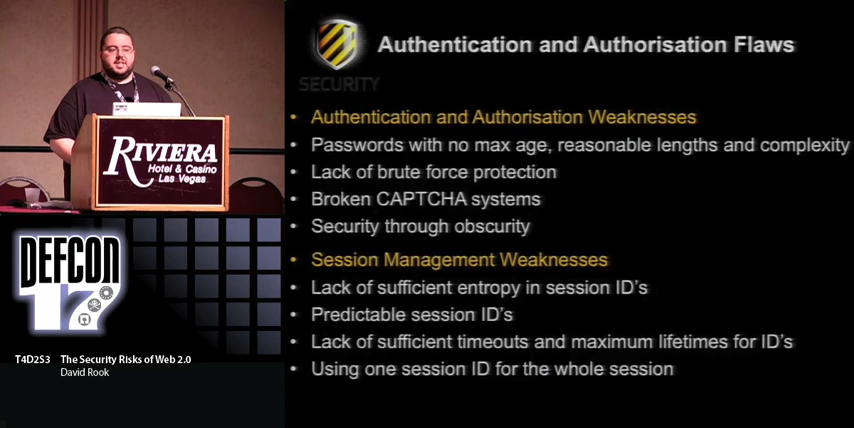 Authentication and Authorisation Flaws
SECURITY
• Authentication and Authorisation Weaknesses
• Passwords with no max age, reasonable lengths and complexity
• Lack of brute force protection
• Broken CAPTCHA systems
• Security through obscurity
• Session Management Weaknesses
• Lack of sufficient entropy in session ID's
• Predictable session ID's
• Lack of sufficient timeouts and maximum lifetimes for ID's
• Using one session ID for the whole session
RIVIERA
Hotel & Casino
Las Vegas
DEFCON
17
T4D2S3 The Security Risks of Web 2.0
David Rook